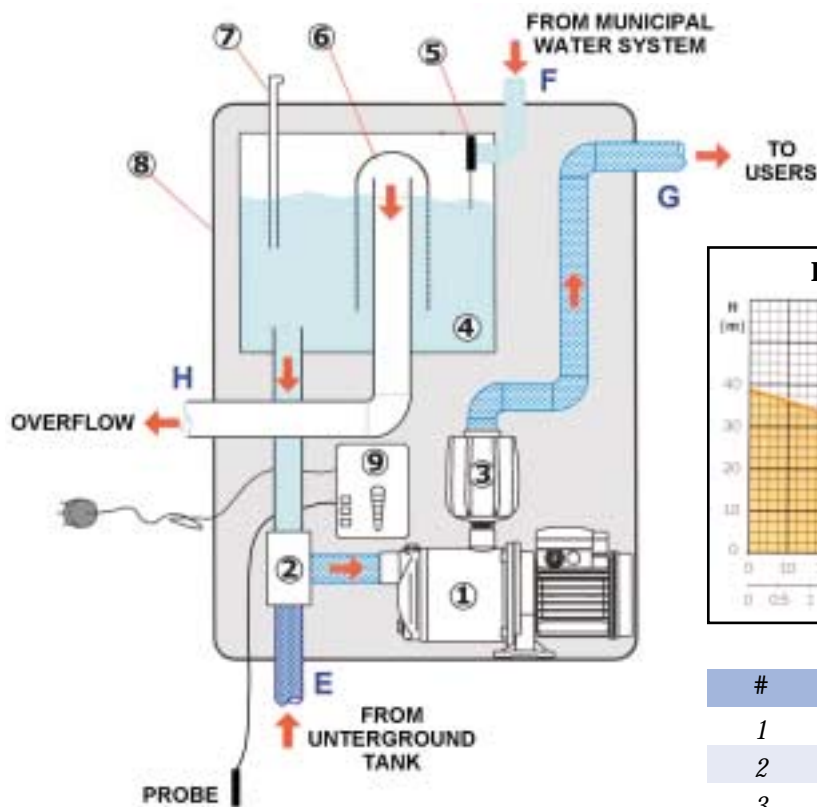 FROM MUNICIPAL
WATER SYSTEM
⑦
⑥
⑤
F
⑧
TO
USERS
G
④
H
OVERFLOW
⑨
③
②
①
E
FROM
UNTERGROUND
TANK
PROBE
H
(m)
40
30
20
10
0
0 10
0 0.5 1
#
1
2
3